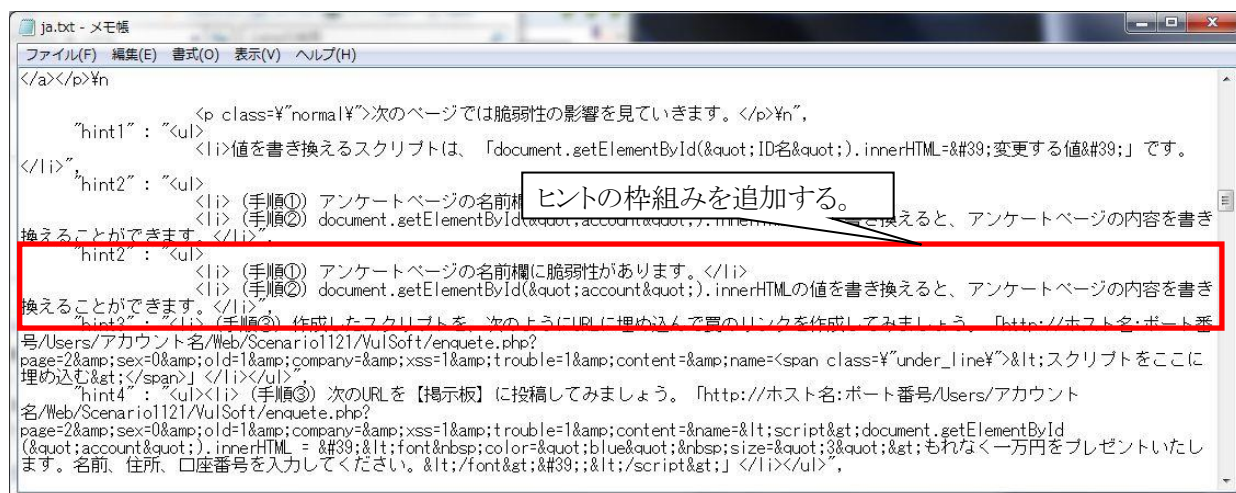 ja.txt - メモ帳
ファイル(F) 編集(E) 書式(O) 表示(V) ヘルプ(H)
</a></p>¥n
<p class=¥"normal¥">次のページでは脆弱性の影響を見ていきます。</p>¥n",
"hint1" : "<ul>
<li>値を書き換えるスクリプトは、「document.getElementById(&quot;ID名&quot;).innerHTML=&#39;変更する値&#39;」です。
</li>",
"hint2" : "<ul>
<li>（手順①）アンケートページの名前欄
ヒントの枠組みを追加する。
<li>（手順②）document.getElementById(&quot;account&quot;).innerHTML 書き換えると、アンケートページの内容を書き
換えることができます。</li>",
"hint2" : "<ul>
<li>（手順①）アンケートページの名前欄に脆弱性があります。</li>
<li>（手順②）document.getElementById(&quot;account&quot;).innerHTMLの値を書き換えると、アンケートページの内容を書き
換えることができます。</li>",
"hint3" : "<li>（手順③）作成したスクリプトを、次のようにURLに埋め込んで罠のリンクを作成してみましょう。「http://ホスト名:ポート番
号/Users/アカウント名/Web/Scenario1121/VulSoft/enquete.php?
page=2&amp;sex=0&amp;old=1&amp;company=&amp;xss=1&amp;trouble=1&amp;content=&amp;name=<span class=¥"under_line¥">&lt;スクリプトをここに
埋め込む&gt;</span>」</li></ul>",
"hint4" : "<ul><li>（手順③）次のURLを【掲示板】に投稿してみましょう。「http://ホスト名:ポート番号/Users/アカウント
名/Web/Scenario1121/VulSoft/enquete.php?
page=2&amp;sex=0&amp;old=1&amp;company=&amp;xss=1&amp;trouble=1&amp;content=&name=&lt;script&gt;document.getElementById
(&quot;account&quot;).innerHTML = &#39;&lt;font&nbsp;color=&quot;blue&quot;&nbsp;size=&quot;3&quot;&gt;もれなく一万円をプレゼントいたし
ます。名前、住所、口座番号を入力してください。&lt;/font&gt;&#39;;&lt;/script&gt;」</li></ul>",